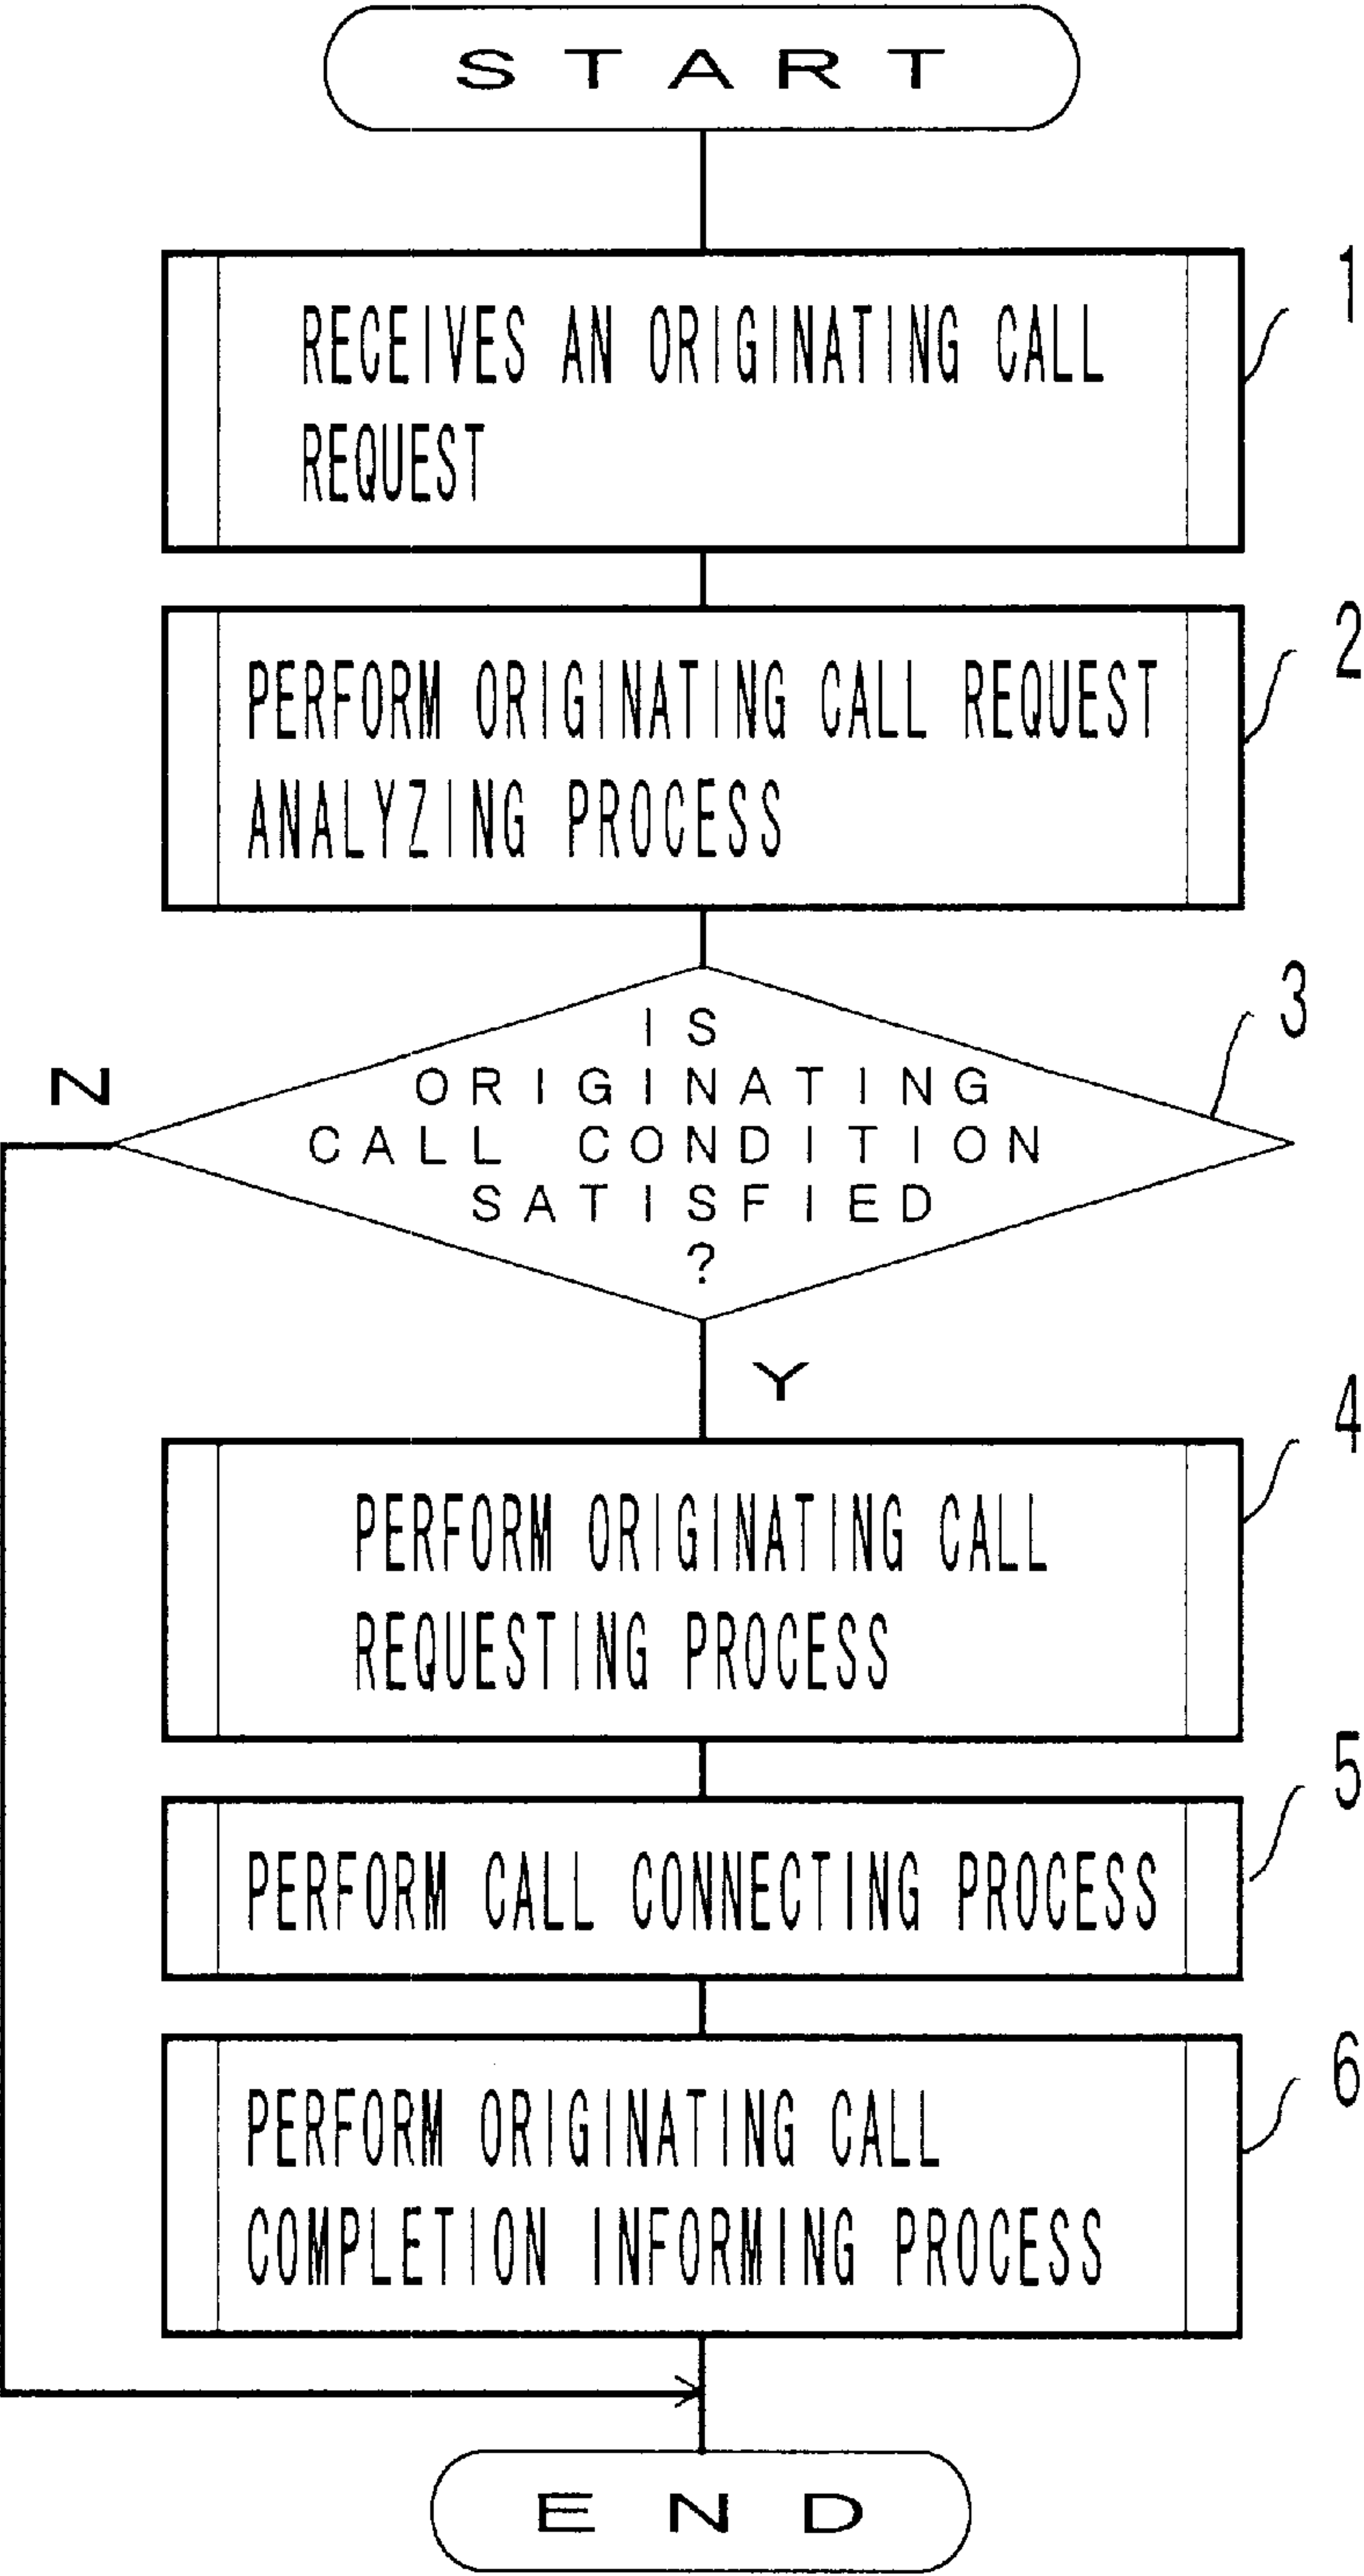 START
1
RECEIVES AN ORIGINATING CALL
REQUEST
2
PERFORM ORIGINATING CALL REQUEST
ANALYZING PROCESS
3
IS
N
ORIGINATING
CALL CONDITION
SATISFIED
?
Y
4
PERFORM ORIGINATING CALL
REQUESTING PROCESS
5
PERFORM CALL CONNECTING PROCESS
6
PERFORM ORIGINATING CALL
COMPLETION INFORMING PROCESS
END